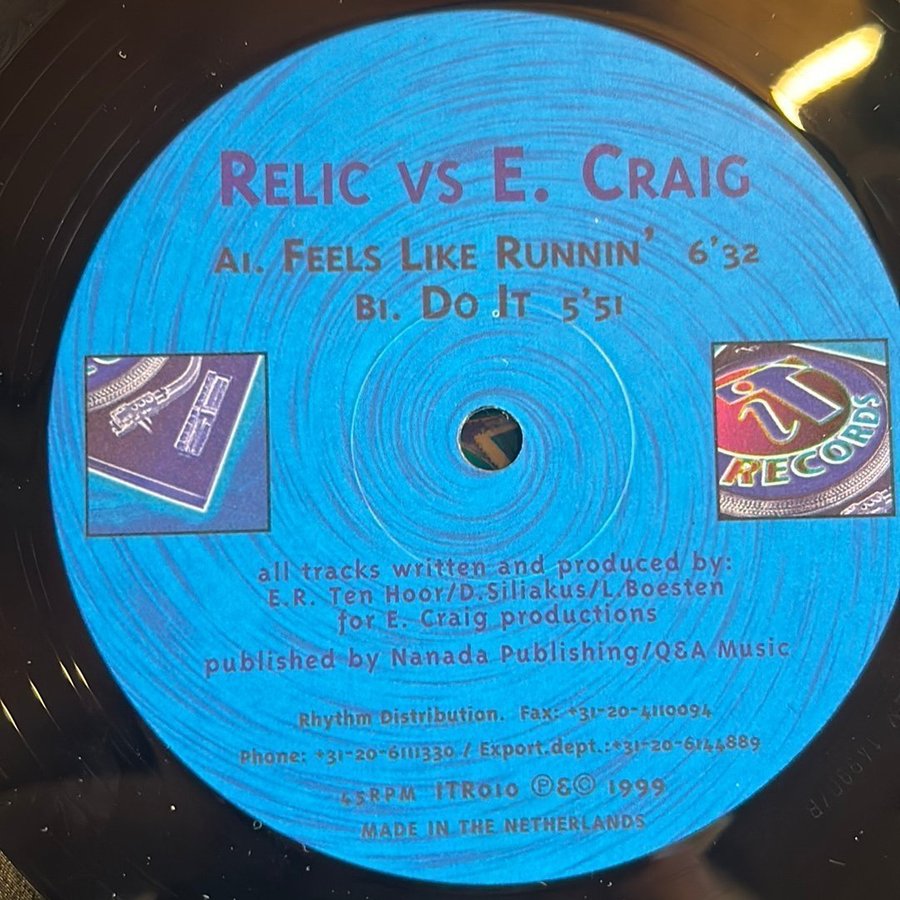 RELIC VS E. CRAIG
A1. FEELS LIKE RUNNIN' 6'32
B1. DO IT 5'51
iT
RECORDS
all tracks written and produced by:
E.R. Ten Hoor/D.Siliakus/L.Boesten
for E. Craig productions
published by Nanada Publishing/Q&A Music
Rhythm Distribution. Fax: +31-20-4110094
Phone: +31-20-6111330 / Export.dept.:+31-20-6144889
45RPM ITR010 ℗&© 1999
MADE IN THE NETHERLANDS